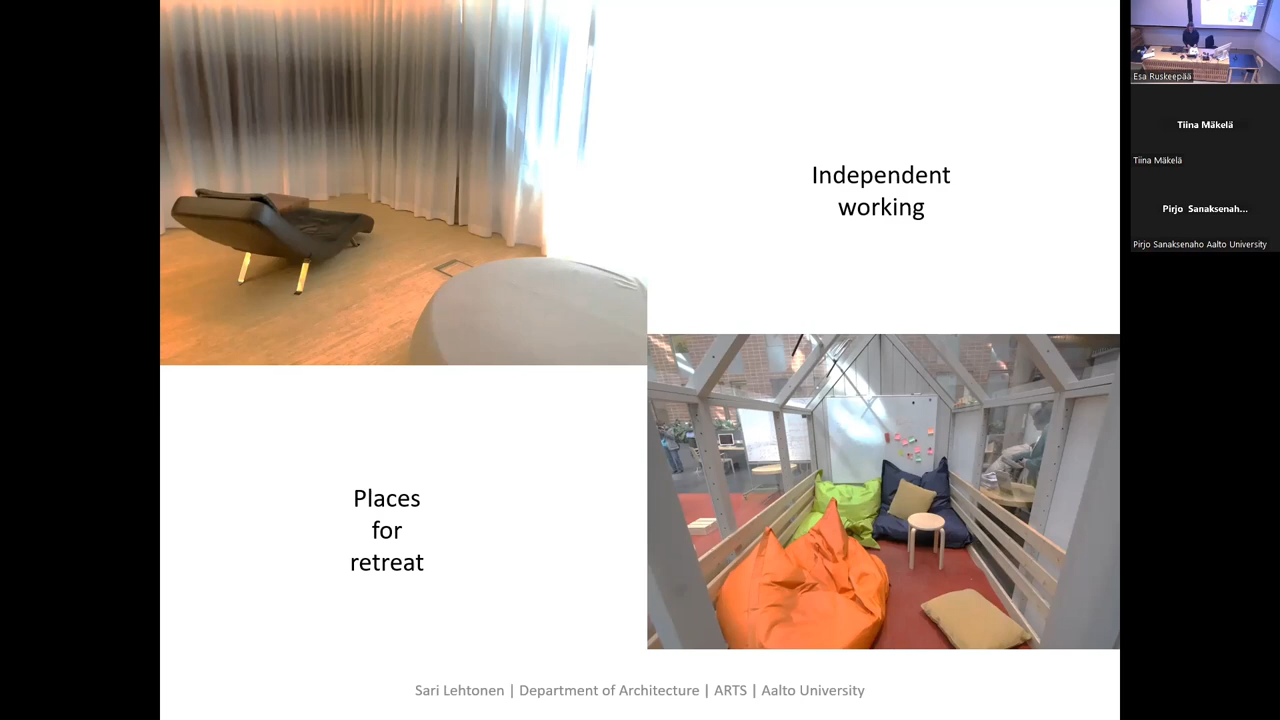 Independent
working
Places
for
retreat
Sari Lehtonen | Department of Architecture | ARTS | Aalto University
Esa Ruskeepää
Tiina Mäkelä
Tiina Mäkelä
Pirjo Sanaksenah...
Pirjo Sanaksenaho Aalto University